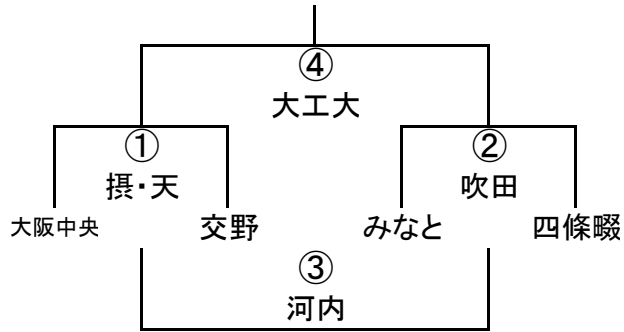 ④
大工大
①
②
摂・天
吹田
大阪中央
交野
みなと
四條畷
③
河内